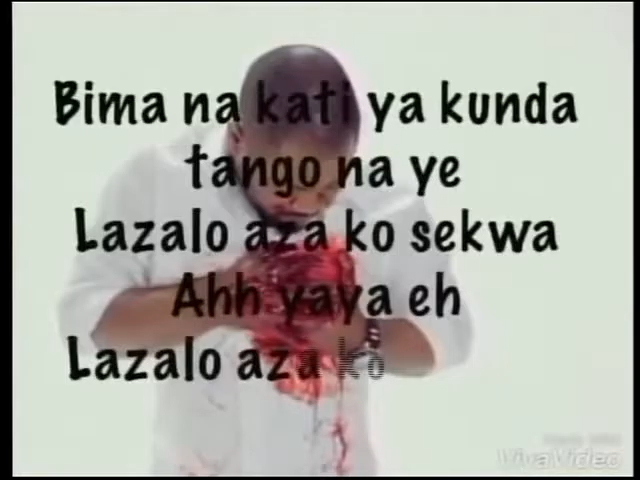 Bima na kati ya kunda
tango na ye
Lazalo aza ko sekwa
Ahh yaya eh
Lazalo aza ko
VivaVideo